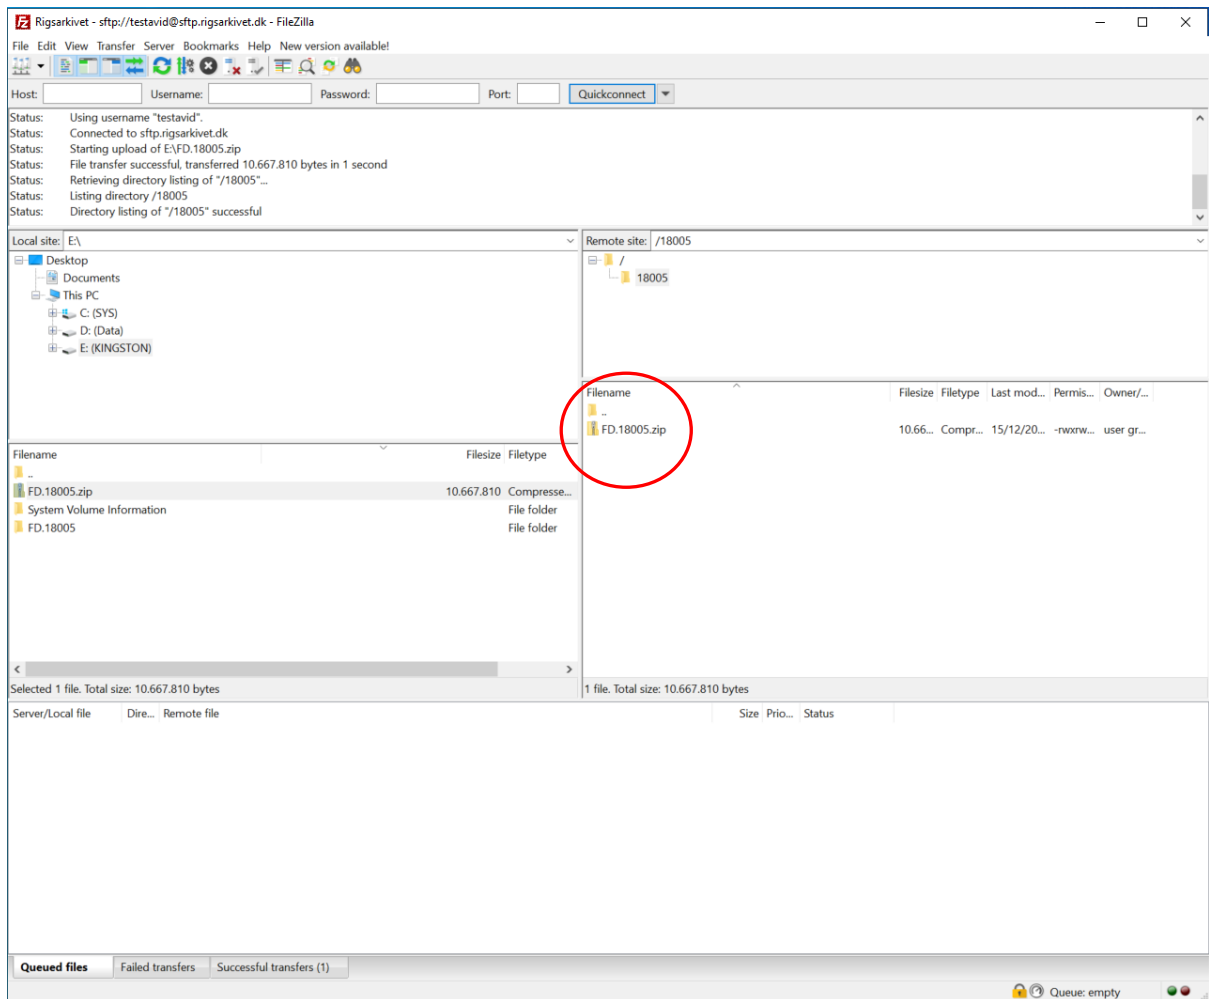 Rigsarkivet - sftp://testavid@sftp.rigsarkivet.dk - FileZilla
File Edit View Transfer Server Bookmarks Help New version available!
Host: Username: Password: Port: Quickconnect
Status: Using username "testavid".
Status: Connected to sftp.rigsarkivet.dk
Status: Starting upload of E:\FD.18005.zip
Status: File transfer successful, transferred 10.667.810 bytes in 1 second
Status: Retrieving directory listing of "/18005"...
Status: Listing directory /18005
Status: Directory listing of "/18005" successful
Local site: E:\
Desktop
Documents
This PC
C: (SYS)
D: (Data)
E: (KINGSTON)
Filename Filesize Filetype
..
FD.18005.zip 10.667.810 Compresse...
System Volume Information File folder
FD.18005 File folder
Selected 1 file. Total size: 10.667.810 bytes
Remote site: /18005
/
18005
Filename Filesize Filetype Last mod... Permis... Owner/...
..
FD.18005.zip 10.66... Compr... 15/12/20... -rwxrw... user gr...
1 file. Total size: 10.667.810 bytes
Server/Local file Dire... Remote file Size Prio... Status
Queued files Failed transfers Successful transfers (1)
Queue: empty